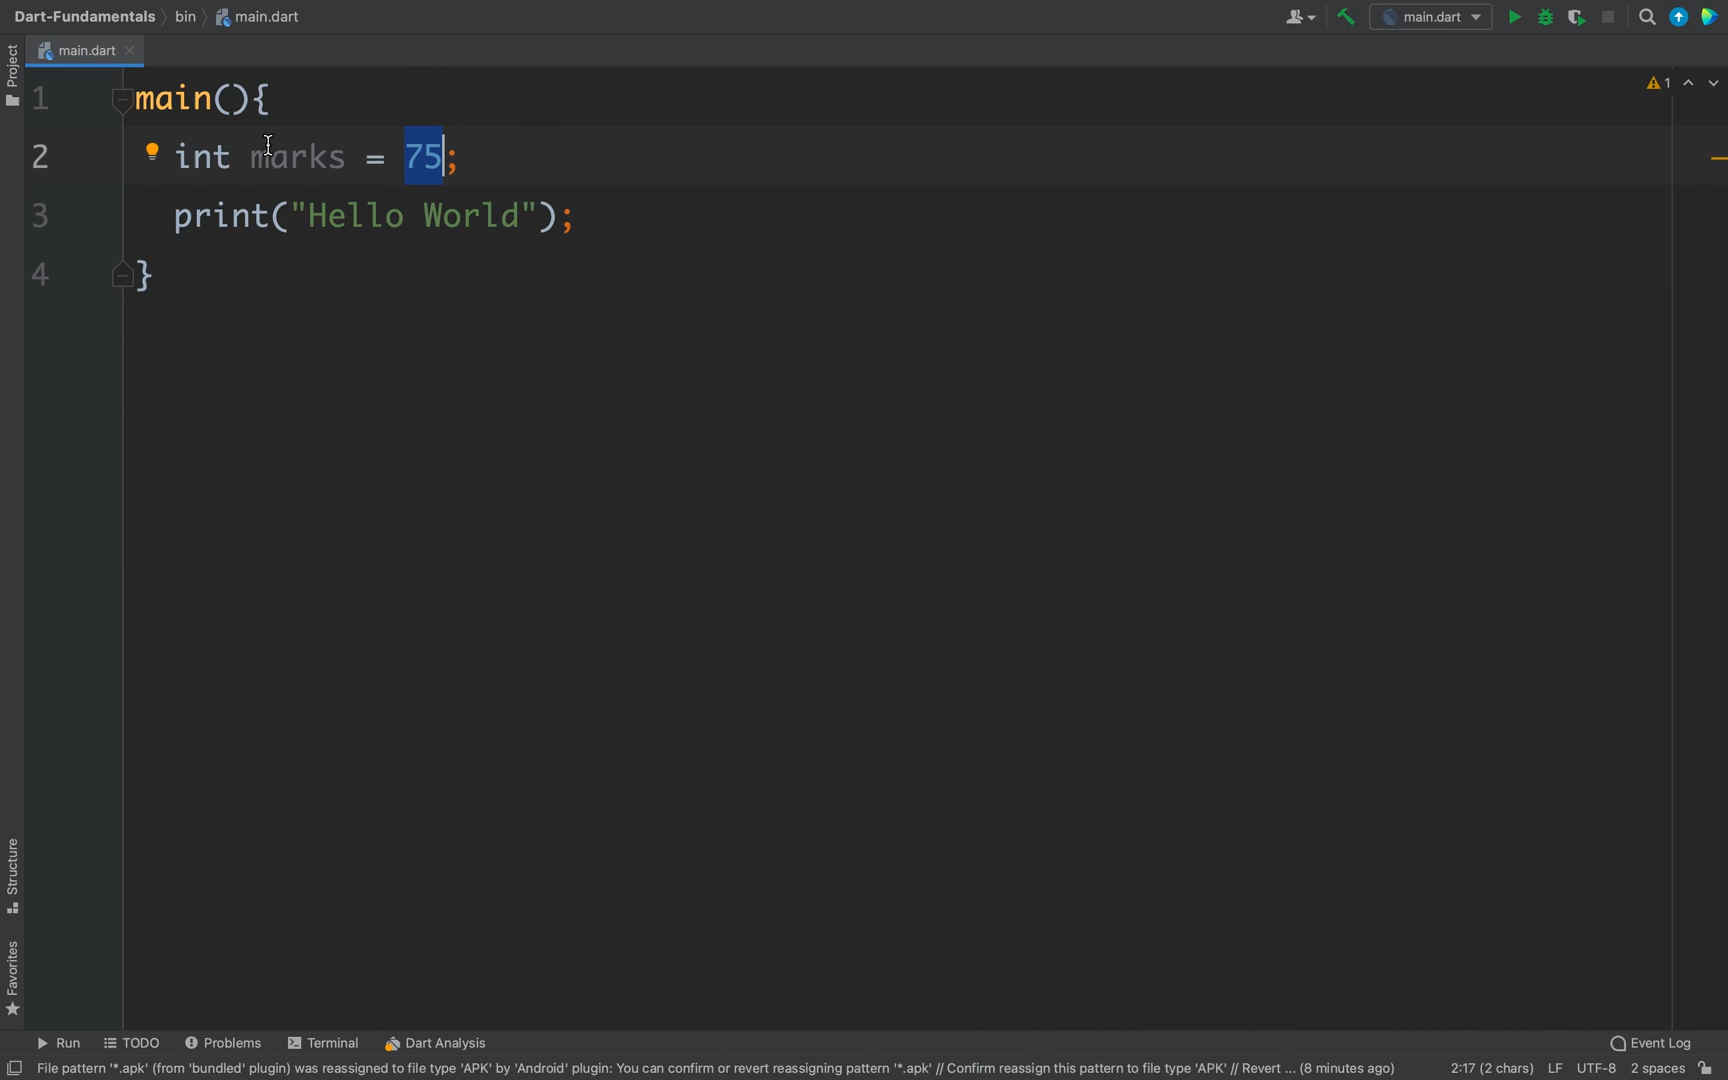 Dart-Fundamentals bin main.dart main.dart
main.dart
Project
1 main(){ 1
2 int marks = 75;
3 print("Hello World");
4 }
Structure
Favorites
Run TODO Problems Terminal Dart Analysis Event Log
File pattern '*.apk' (from 'bundled' plugin) was reassigned to file type 'APK' by 'Android' plugin: You can confirm or revert reassigning pattern '*.apk' // Confirm reassign this pattern to file type 'APK' // Revert ... (8 minutes ago) 2:17 (2 chars) LF UTF-8 2 spaces